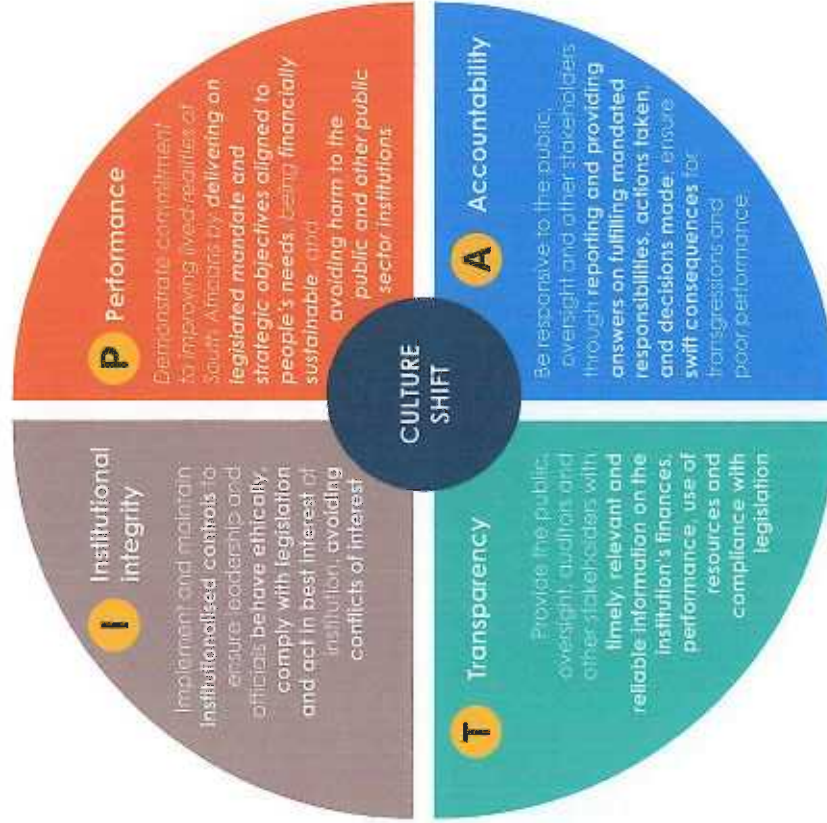 P Performance
Demonstrate commitment
to improving lived realities of
South Africans by delivering on
legislated mandate and
strategic objectives aligned to
people's needs, being financially
sustainable, and
avoiding harm to the
public and other public
sector institutions
A Accountability
Be responsive to the public,
oversight and other stakeholders
through reporting and providing
answers on fulfilling mandated
responsibilities, actions taken,
and decisions made; ensure
swift consequences for
transgressions and
poor performance
I Institutional
integrity
Implement and maintain
institutionalised controls to
ensure leadership and
officials behave ethically,
comply with legislation
and act in best interest of
institution, avoiding
conflicts of interest
T Transparency
Provide the public,
oversight, auditors and
other stakeholders with
timely, relevant and
reliable information on the
institution's finances,
performance, use of
resources and
compliance with
legislation
CULTURE
SHIFT